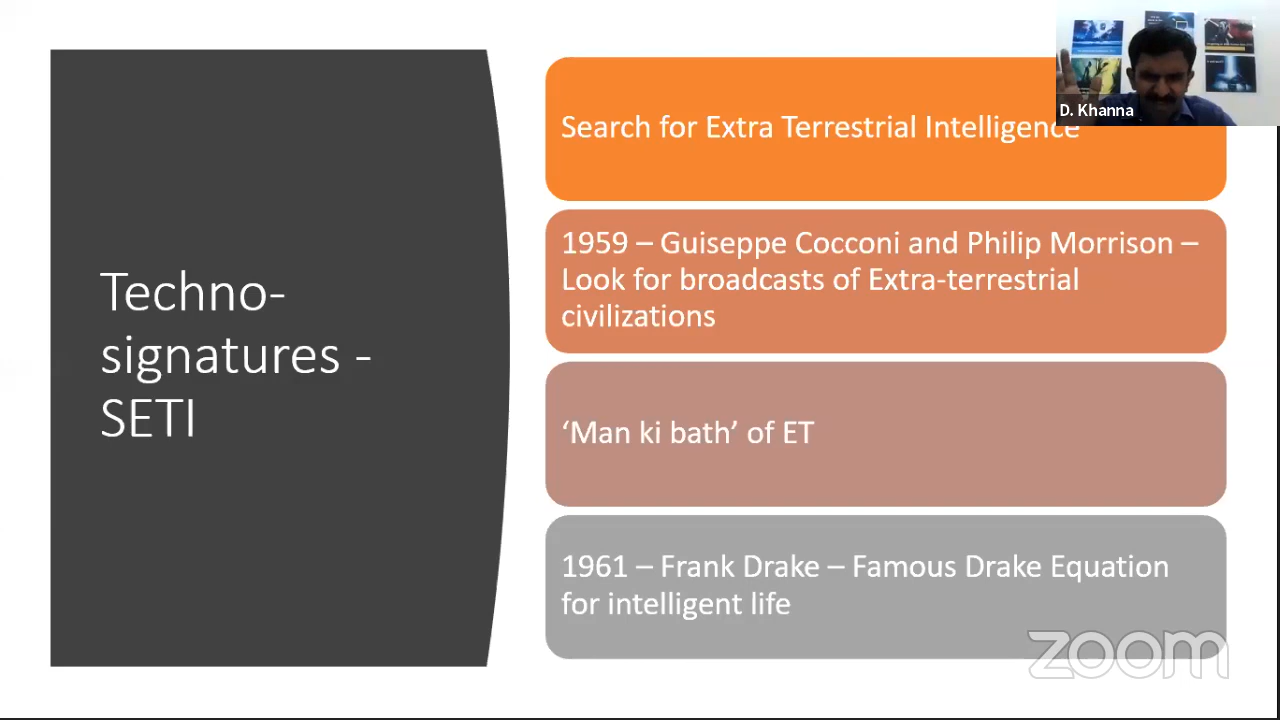 Techno-
signatures -
SETI
Search for Extra Terrestrial Intelligence
1959 – Guiseppe Cocconi and Philip Morrison –
Look for broadcasts of Extra-terrestrial
civilizations
‘Man ki bath’ of ET
1961 – Frank Drake – Famous Drake Equation
for intelligent life
D. Khanna
zoom